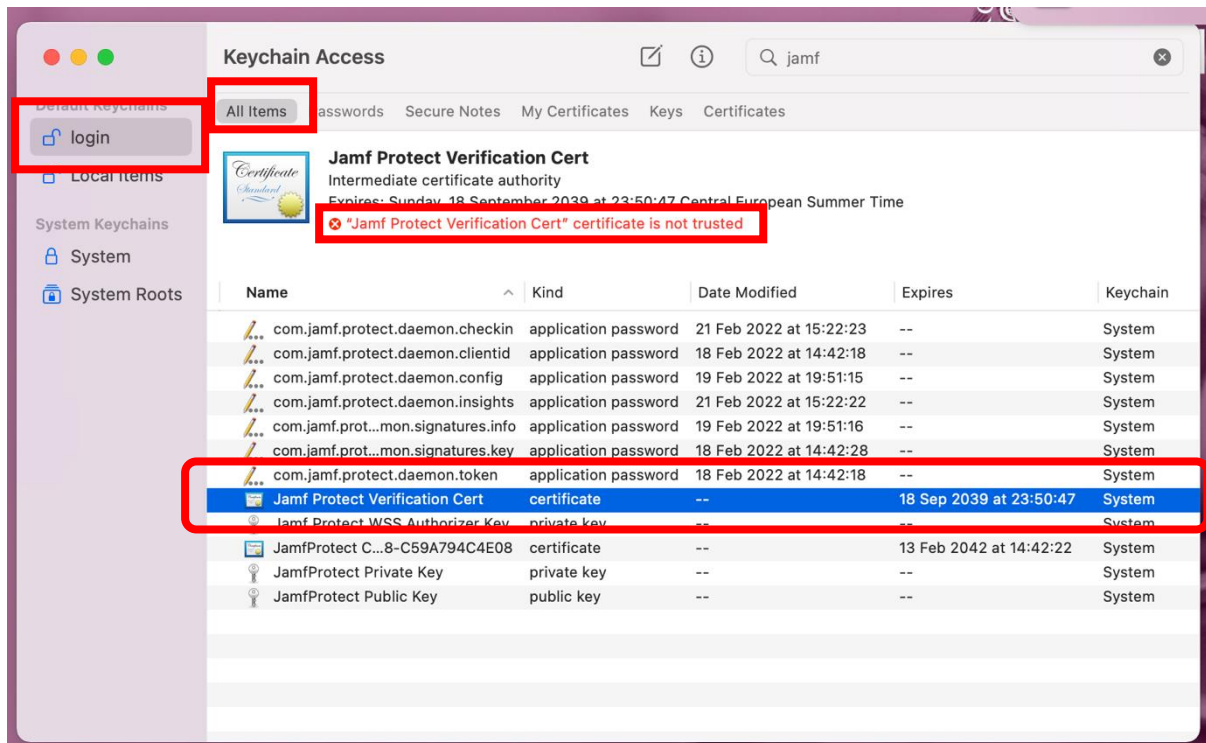 Keychain Access
jamf
Default Keychains
login
Local Items
System Keychains
System
System Roots
All Items Passwords Secure Notes My Certificates Keys Certificates
Certificate
Standard
Jamf Protect Verification Cert
Intermediate certificate authority
Expires: Sunday, 18 September 2039 at 23:50:47 Central European Summer Time
"Jamf Protect Verification Cert" certificate is not trusted
Name Kind Date Modified Expires Keychain
com.jamf.protect.daemon.checkin application password 21 Feb 2022 at 15:22:23 -- System
com.jamf.protect.daemon.clientid application password 18 Feb 2022 at 14:42:18 -- System
com.jamf.protect.daemon.config application password 19 Feb 2022 at 19:51:15 -- System
com.jamf.protect.daemon.insights application password 21 Feb 2022 at 15:22:22 -- System
com.jamf.prot...mon.signatures.info application password 19 Feb 2022 at 19:51:16 -- System
com.jamf.prot...mon.signatures.key application password 18 Feb 2022 at 14:42:28 -- System
com.jamf.protect.daemon.token application password 18 Feb 2022 at 14:42:18 -- System
Jamf Protect Verification Cert certificate -- 18 Sep 2039 at 23:50:47 System
Jamf Protect WSS Authorizer Key private key -- -- System
JamfProtect C...8-C59A794C4E08 certificate -- 13 Feb 2042 at 14:42:22 System
JamfProtect Private Key private key -- -- System
JamfProtect Public Key public key -- -- System